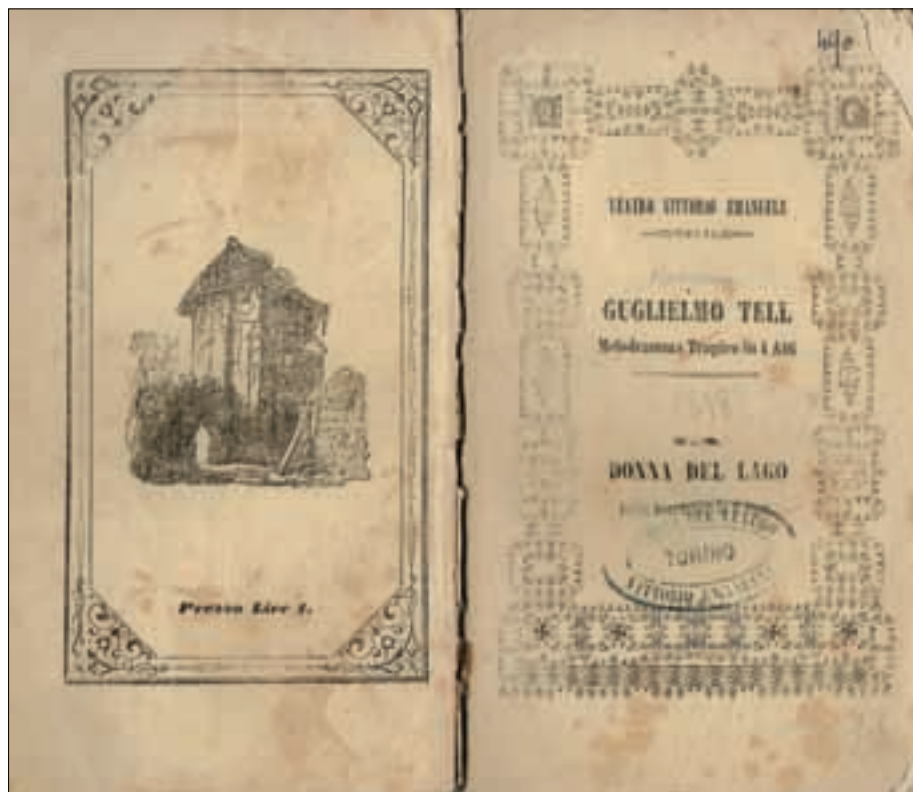 Prezzo Lire 1.
TEATRO VITTORIO EMANUELE
GUGLIELMO TELL
Melodramma Tragico in 4 Atti
DONNA DEL LAGO
TORINO